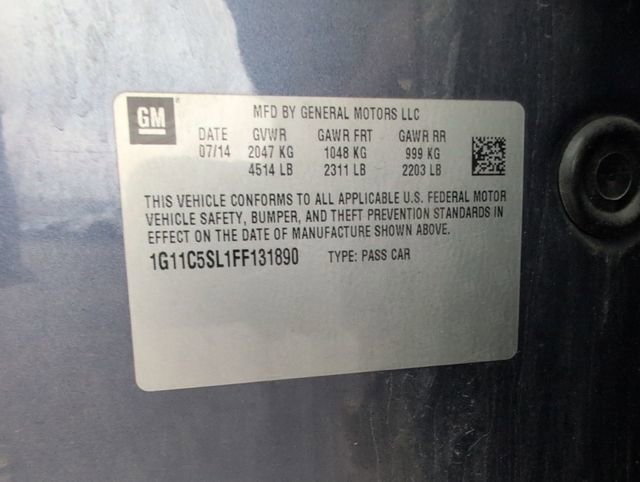 GM
MFD BY GENERAL MOTORS LLC
DATE GVWR GAWR FRT GAWR RR
07/14 2047 KG 1048 KG 999 KG
4514 LB 2311 LB 2203 LB
THIS VEHICLE CONFORMS TO ALL APPLICABLE U.S. FEDERAL MOTOR
VEHICLE SAFETY, BUMPER, AND THEFT PREVENTION STANDARDS IN
EFFECT ON THE DATE OF MANUFACTURE SHOWN ABOVE.
1G11C5SL1FF131890 TYPE: PASS CAR